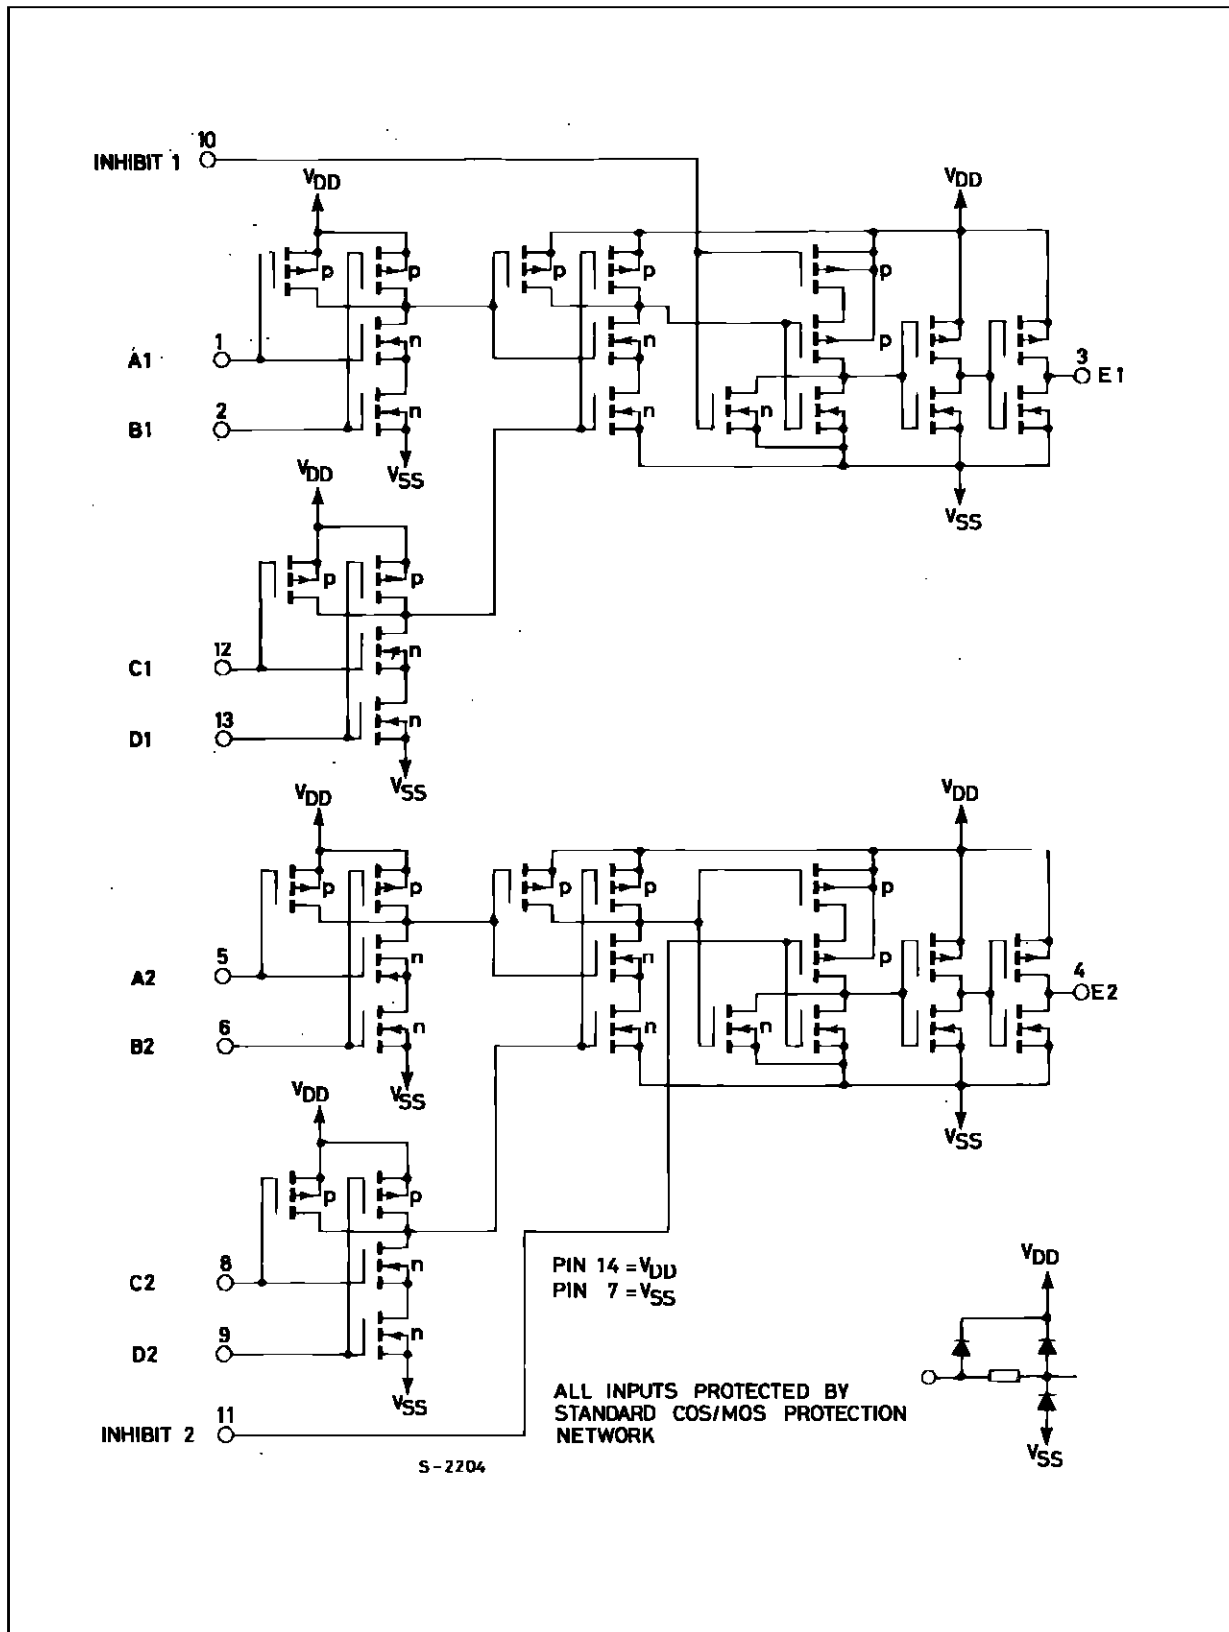 10
INHIBIT 1
VDD
VDD
p
p
p
p
p
1
n
n
p
A1
3
E1
2
n
n
n
B1
VSS
VDD
VSS
p
p
12
n
C1
13
n
D1
VSS
VDD
VDD
p
p
p
p
p
5
n
n
p
A2
4
E2
6
n
n
n
B2
VSS
VDD
VSS
p
p
PIN 14 = VDD
PIN 7 = VSS
VDD
8
n
C2
9
n
D2
VSS
ALL INPUTS PROTECTED BY
STANDARD COS/MOS PROTECTION
NETWORK
VSS
11
INHIBIT 2
S-2204